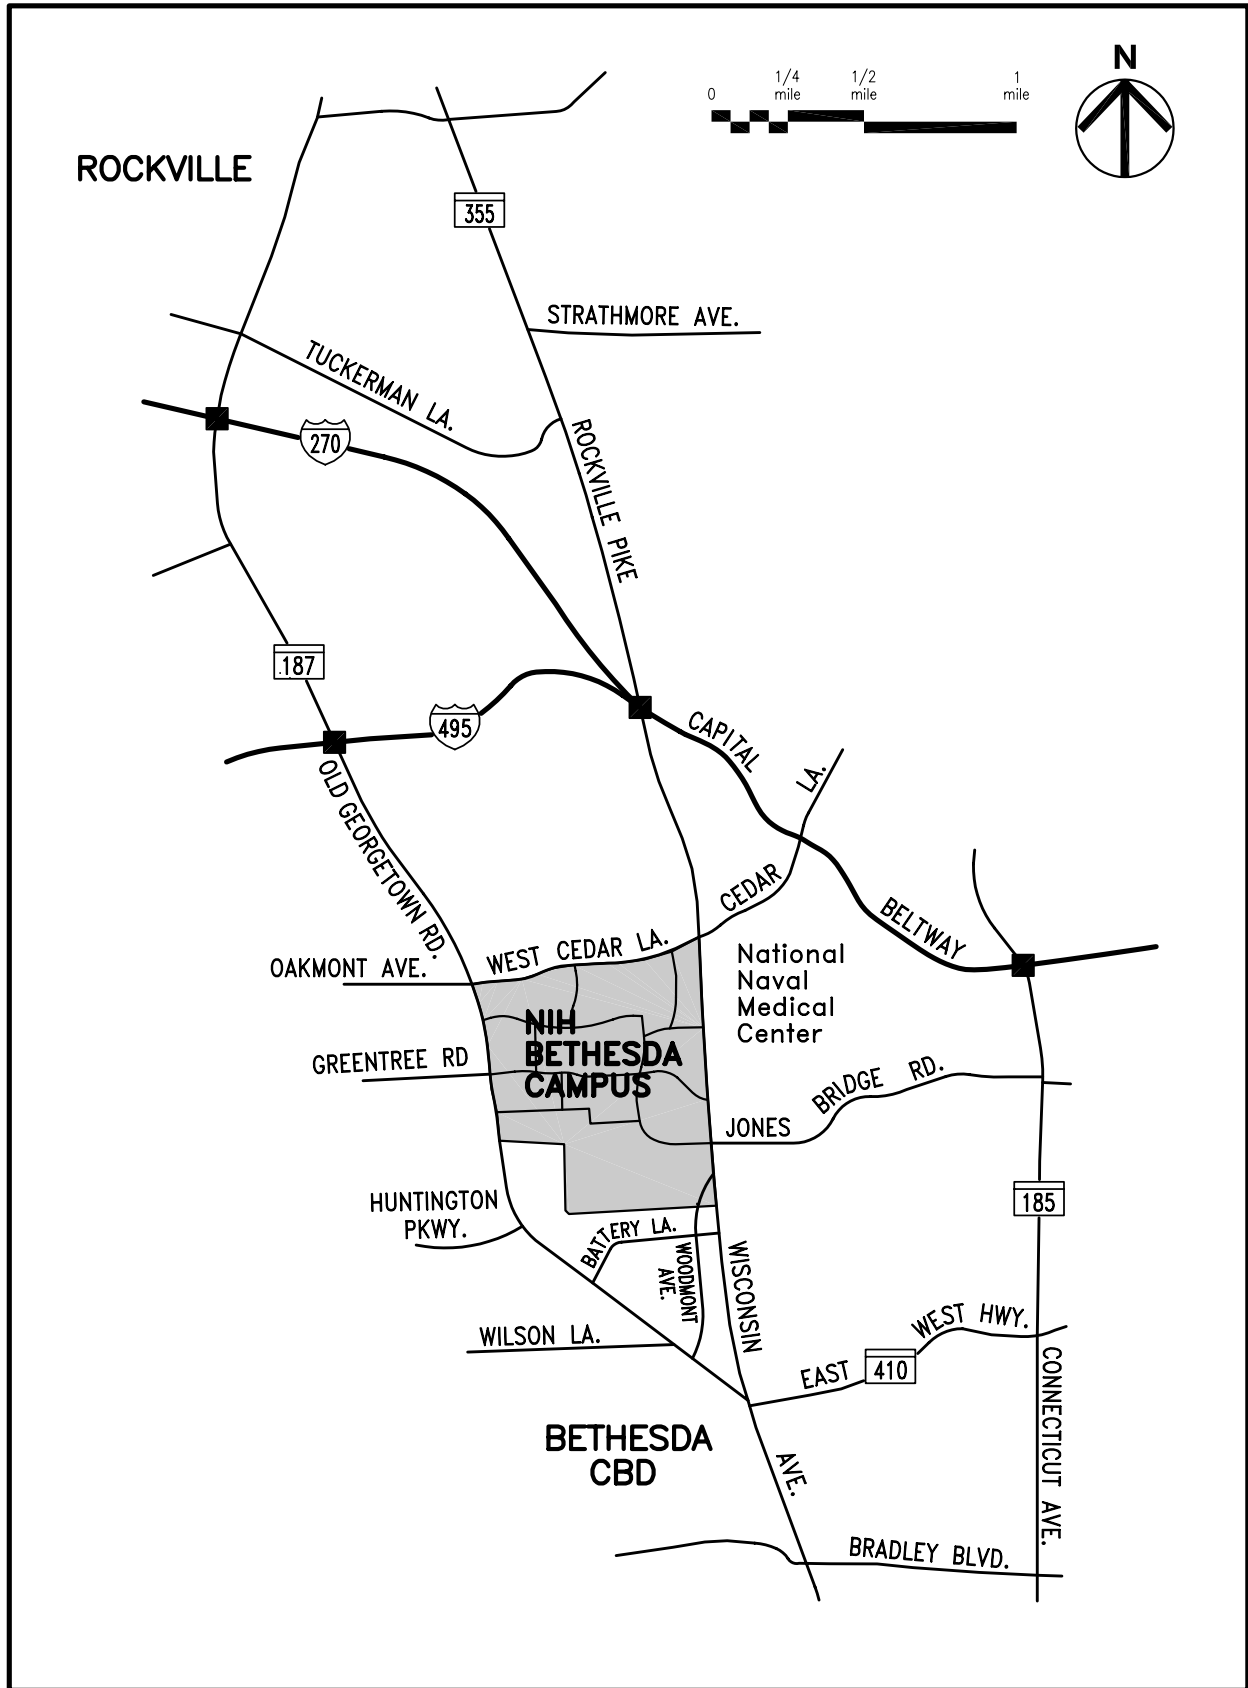 N
0
1/4
mile
1/2
mile
1
mile
ROCKVILLE
355
STRATHMORE AVE.
TUCKERMAN LA.
270
ROCKVILLE PIKE
187
495
CAPITAL
BELTWAY
OLD GEORGETOWN RD.
CEDAR LA.
WEST CEDAR LA.
OAKMONT AVE.
National
Naval
Medical
Center
NIH
BETHESDA
CAMPUS
GREENTREE RD
JONES BRIDGE RD.
185
HUNTINGTON
PKWY.
BATTERY LA.
WOODMONT
AVE.
WISCONSIN AVE.
WILSON LA.
EAST
410
WEST HWY.
CONNECTICUT AVE.
BETHESDA
CBD
BRADLEY BLVD.